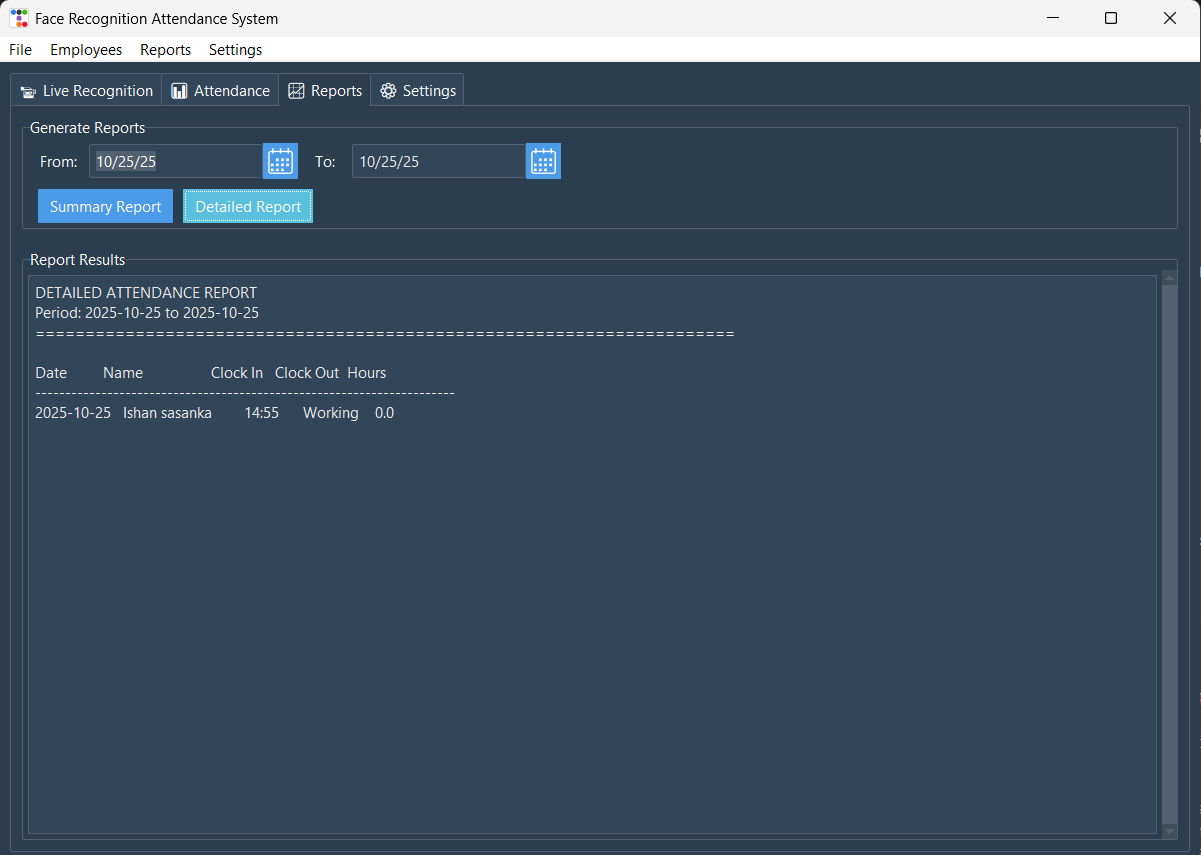 Face Recognition Attendance System
File Employees Reports Settings
Live Recognition Attendance Reports Settings
Generate Reports
From: 10/25/25 To: 10/25/25
Summary Report Detailed Report
Report Results
DETAILED ATTENDANCE REPORT
Period: 2025-10-25 to 2025-10-25
======================================================================
Date Name Clock In Clock Out Hours
----------------------------------------------------------------------
2025-10-25 Ishan sasanka 14:55 Working 0.0